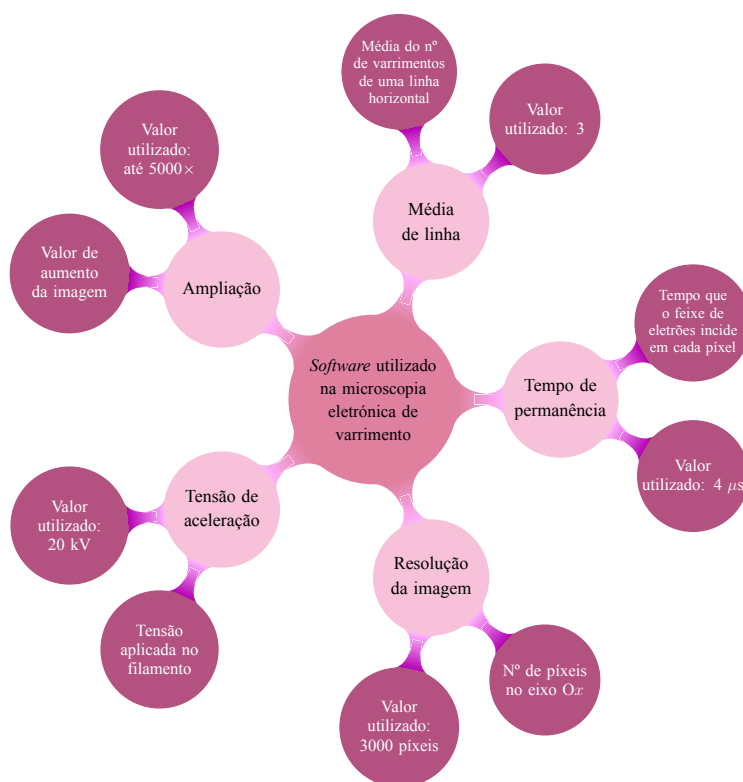 Média do nº
de varrimentos
de uma linha
horizontal
Valor
utilizado: 3
Média
de linha
Valor
utilizado:
até 5000×
Valor de
aumento
da imagem
Ampliação
Tempo que
o feixe de
eletrões incide
em cada píxel
Tempo de
permanência
Valor
utilizado: 4 µs
Software utilizado
na microscopia
eletrónica de
varrimento
Tensão de
aceleração
Valor
utilizado:
20 kV
Tensão
aplicada no
filamento
Resolução
da imagem
Nº de píxeis
no eixo Ox
Valor
utilizado:
3000 píxeis